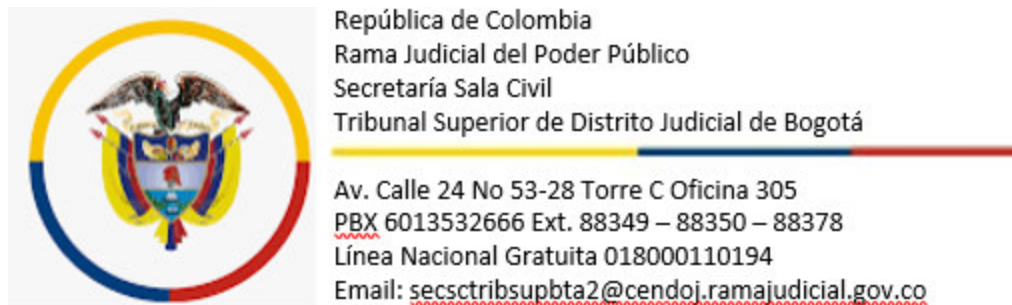 República de Colombia
Rama Judicial del Poder Público
Secretaría Sala Civil
Tribunal Superior de Distrito Judicial de Bogotá
Av. Calle 24 No 53-28 Torre C Oficina 305
PBX 6013532666 Ext. 88349 – 88350 – 88378
Línea Nacional Gratuita 018000110194
Email: secsctribsupbta2@cendoj.ramajudicial.gov.co